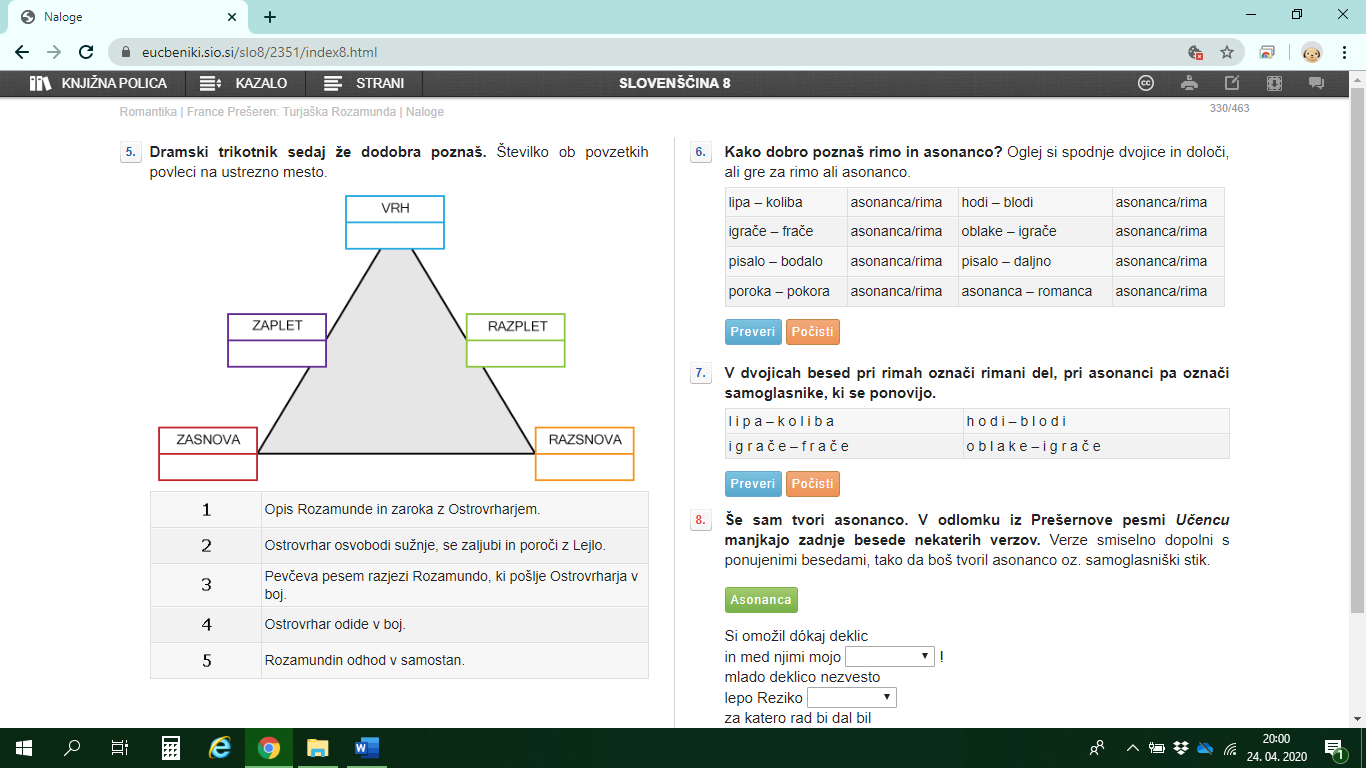 Naloge
eucbeniki.sio.si/slo8/2351/index8.html
KNJIŽNA POLICA
KAZALO
STRANI
SLOVENŠČINA 8
Romantika | France Prešeren: Turjaška Rozamunda | Naloge
330/463
5. Dramski trikotnik sedaj že dodobra poznaš. Številko ob povzetkih
povleci na ustrezno mesto.
VRH
ZAPLET
RAZPLET
ZASNOVA
RAZSNOVA
1 Opis Rozamunde in zaroka z Ostrovrharjem.
2 Ostrovrhar osvobodi sužnje, se zaljubi in poroči z Lejlo.
3 Pevčeva pesem razjezi Rozamundo, ki pošlje Ostrovrharja v
boj.
4 Ostrovrhar odide v boj.
5 Rozamundin odhod v samostan.
6. Kako dobro poznaš rimo in asonanco? Oglej si spodnje dvojice in določi,
ali gre za rimo ali asonanco.
lipa – koliba asonanca/rima hodi – blodi asonanca/rima
igrače – frače asonanca/rima oblake – igrače asonanca/rima
pisalo – bodalo asonanca/rima pisalo – daljno asonanca/rima
poroka – pokora asonanca/rima asonanca – romanca asonanca/rima
Preveri Počisti
7. V dvojicah besed pri rimah označi rimani del, pri asonanci pa označi
samoglasnike, ki se ponovijo.
l i p a – k o l i b a h o d i – b l o d i
i g r a č e – f r a č e o b l a k e – i g r a č e
Preveri Počisti
8. Še sam tvori asonanco. V odlomku iz Prešernove pesmi Učencu
manjkajo zadnje besede nekaterih verzov. Verze smiselno dopolni s
ponujenimi besedami, tako da boš tvoril asonanco oz. samoglasniški stik.
Asonanca
Si omožil dókaj deklic
in med njimi mojo !
mlado deklico nezvesto
lepo Reziko
za katero rad bi dal bil
20:00
24. 04. 2020
1